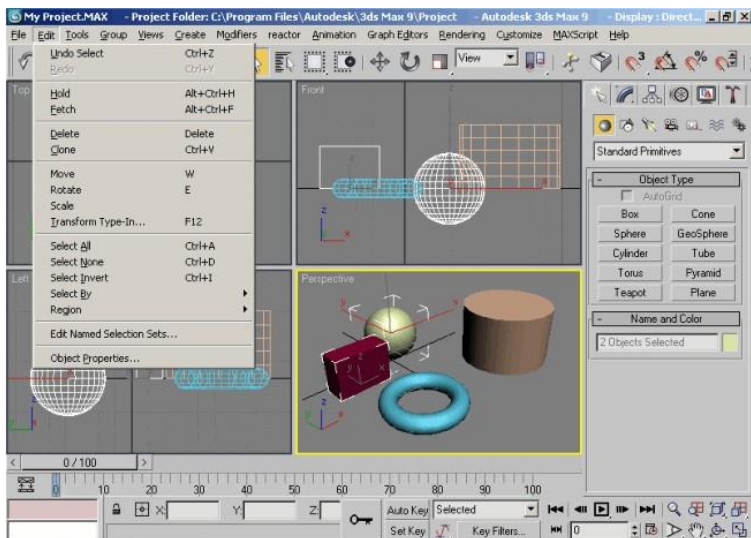 My Project.MAX - Project Folder: C:\Program Files\Autodesk\3ds Max 9\Project - Autodesk 3ds Max 9 - Display : Direct...
File Edit Tools Group Views Create Modifiers reactor Animation Graph Editors Rendering Customize MAXScript Help
Undo Select Ctrl+Z
Redo Ctrl+Y
Hold Alt+Ctrl+H
Fetch Alt+Ctrl+F
Delete Delete
Clone Ctrl+V
Move W
Rotate E
Scale
Transform Type-In... F12
Select All Ctrl+A
Select None Ctrl+D
Select Invert Ctrl+I
Select By
Region
Edit Named Selection Sets...
Object Properties...
View
Top
Front
z
x
Left
Perspective
Standard Primitives
- Object Type
AutoGrid
Box Cone
Sphere GeoSphere
Cylinder Tube
Torus Pyramid
Teapot Plane
- Name and Color
2 Objects Selected
< 0 / 100 >
0 10 20 30 40 50 60 70 80 90 100
X: Y: Z: Auto Key Selected
Set Key Key Filters... 0